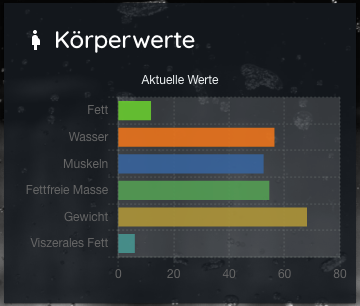 Körperwerte
Aktuelle Werte
Fett
Wasser
Muskeln
Fettfreie Masse
Gewicht
Viszerales Fett
0 20 40 60 80